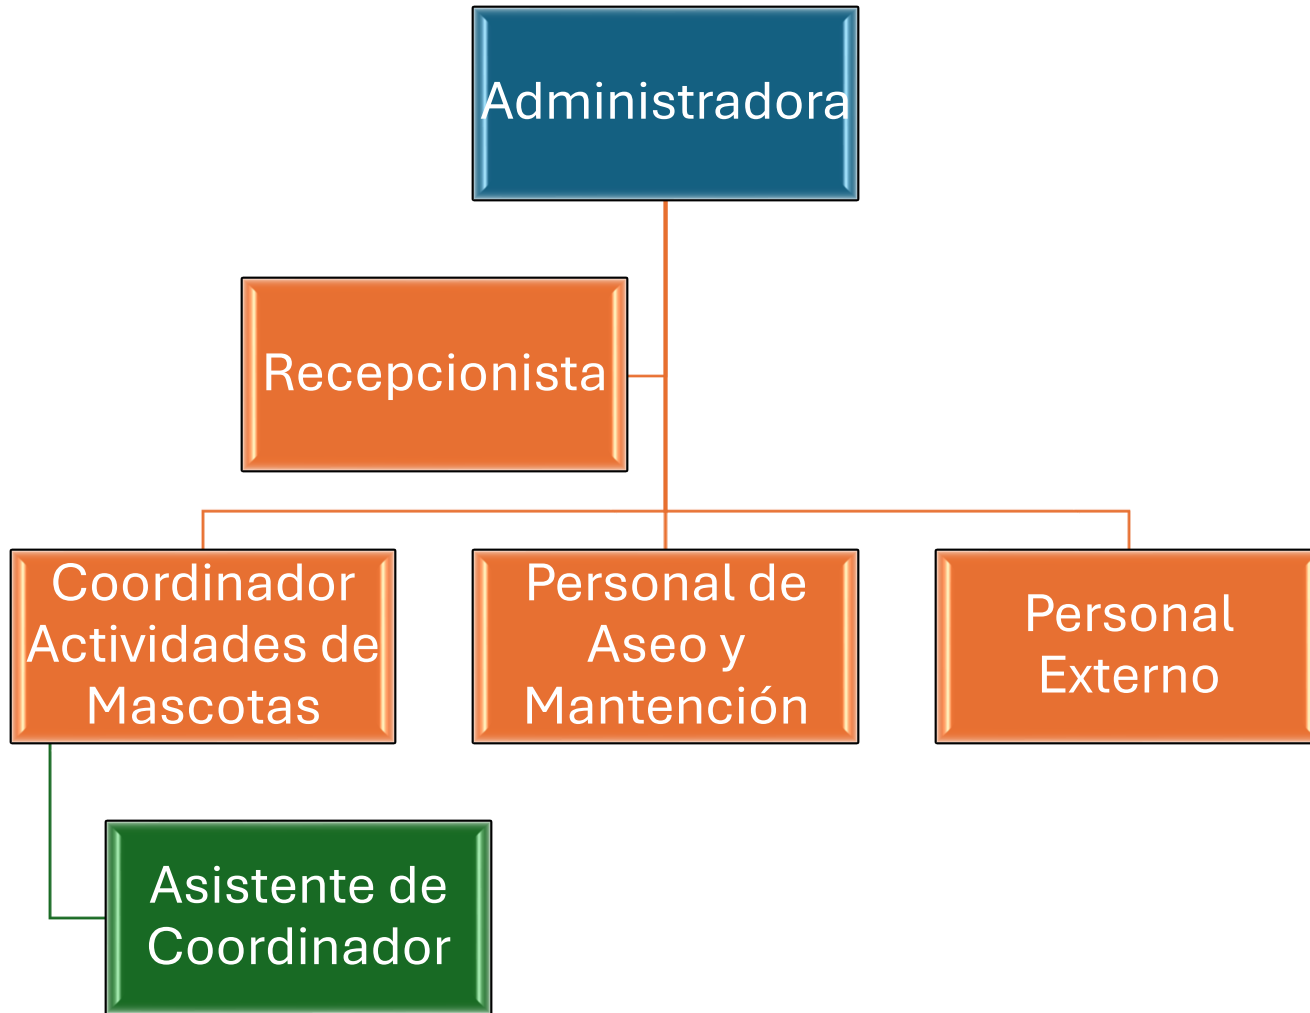 Administradora
Recepcionista
Coordinador
Actividades de
Mascotas
Personal de
Aseo y
Mantención
Personal
Externo
Asistente de
Coordinador